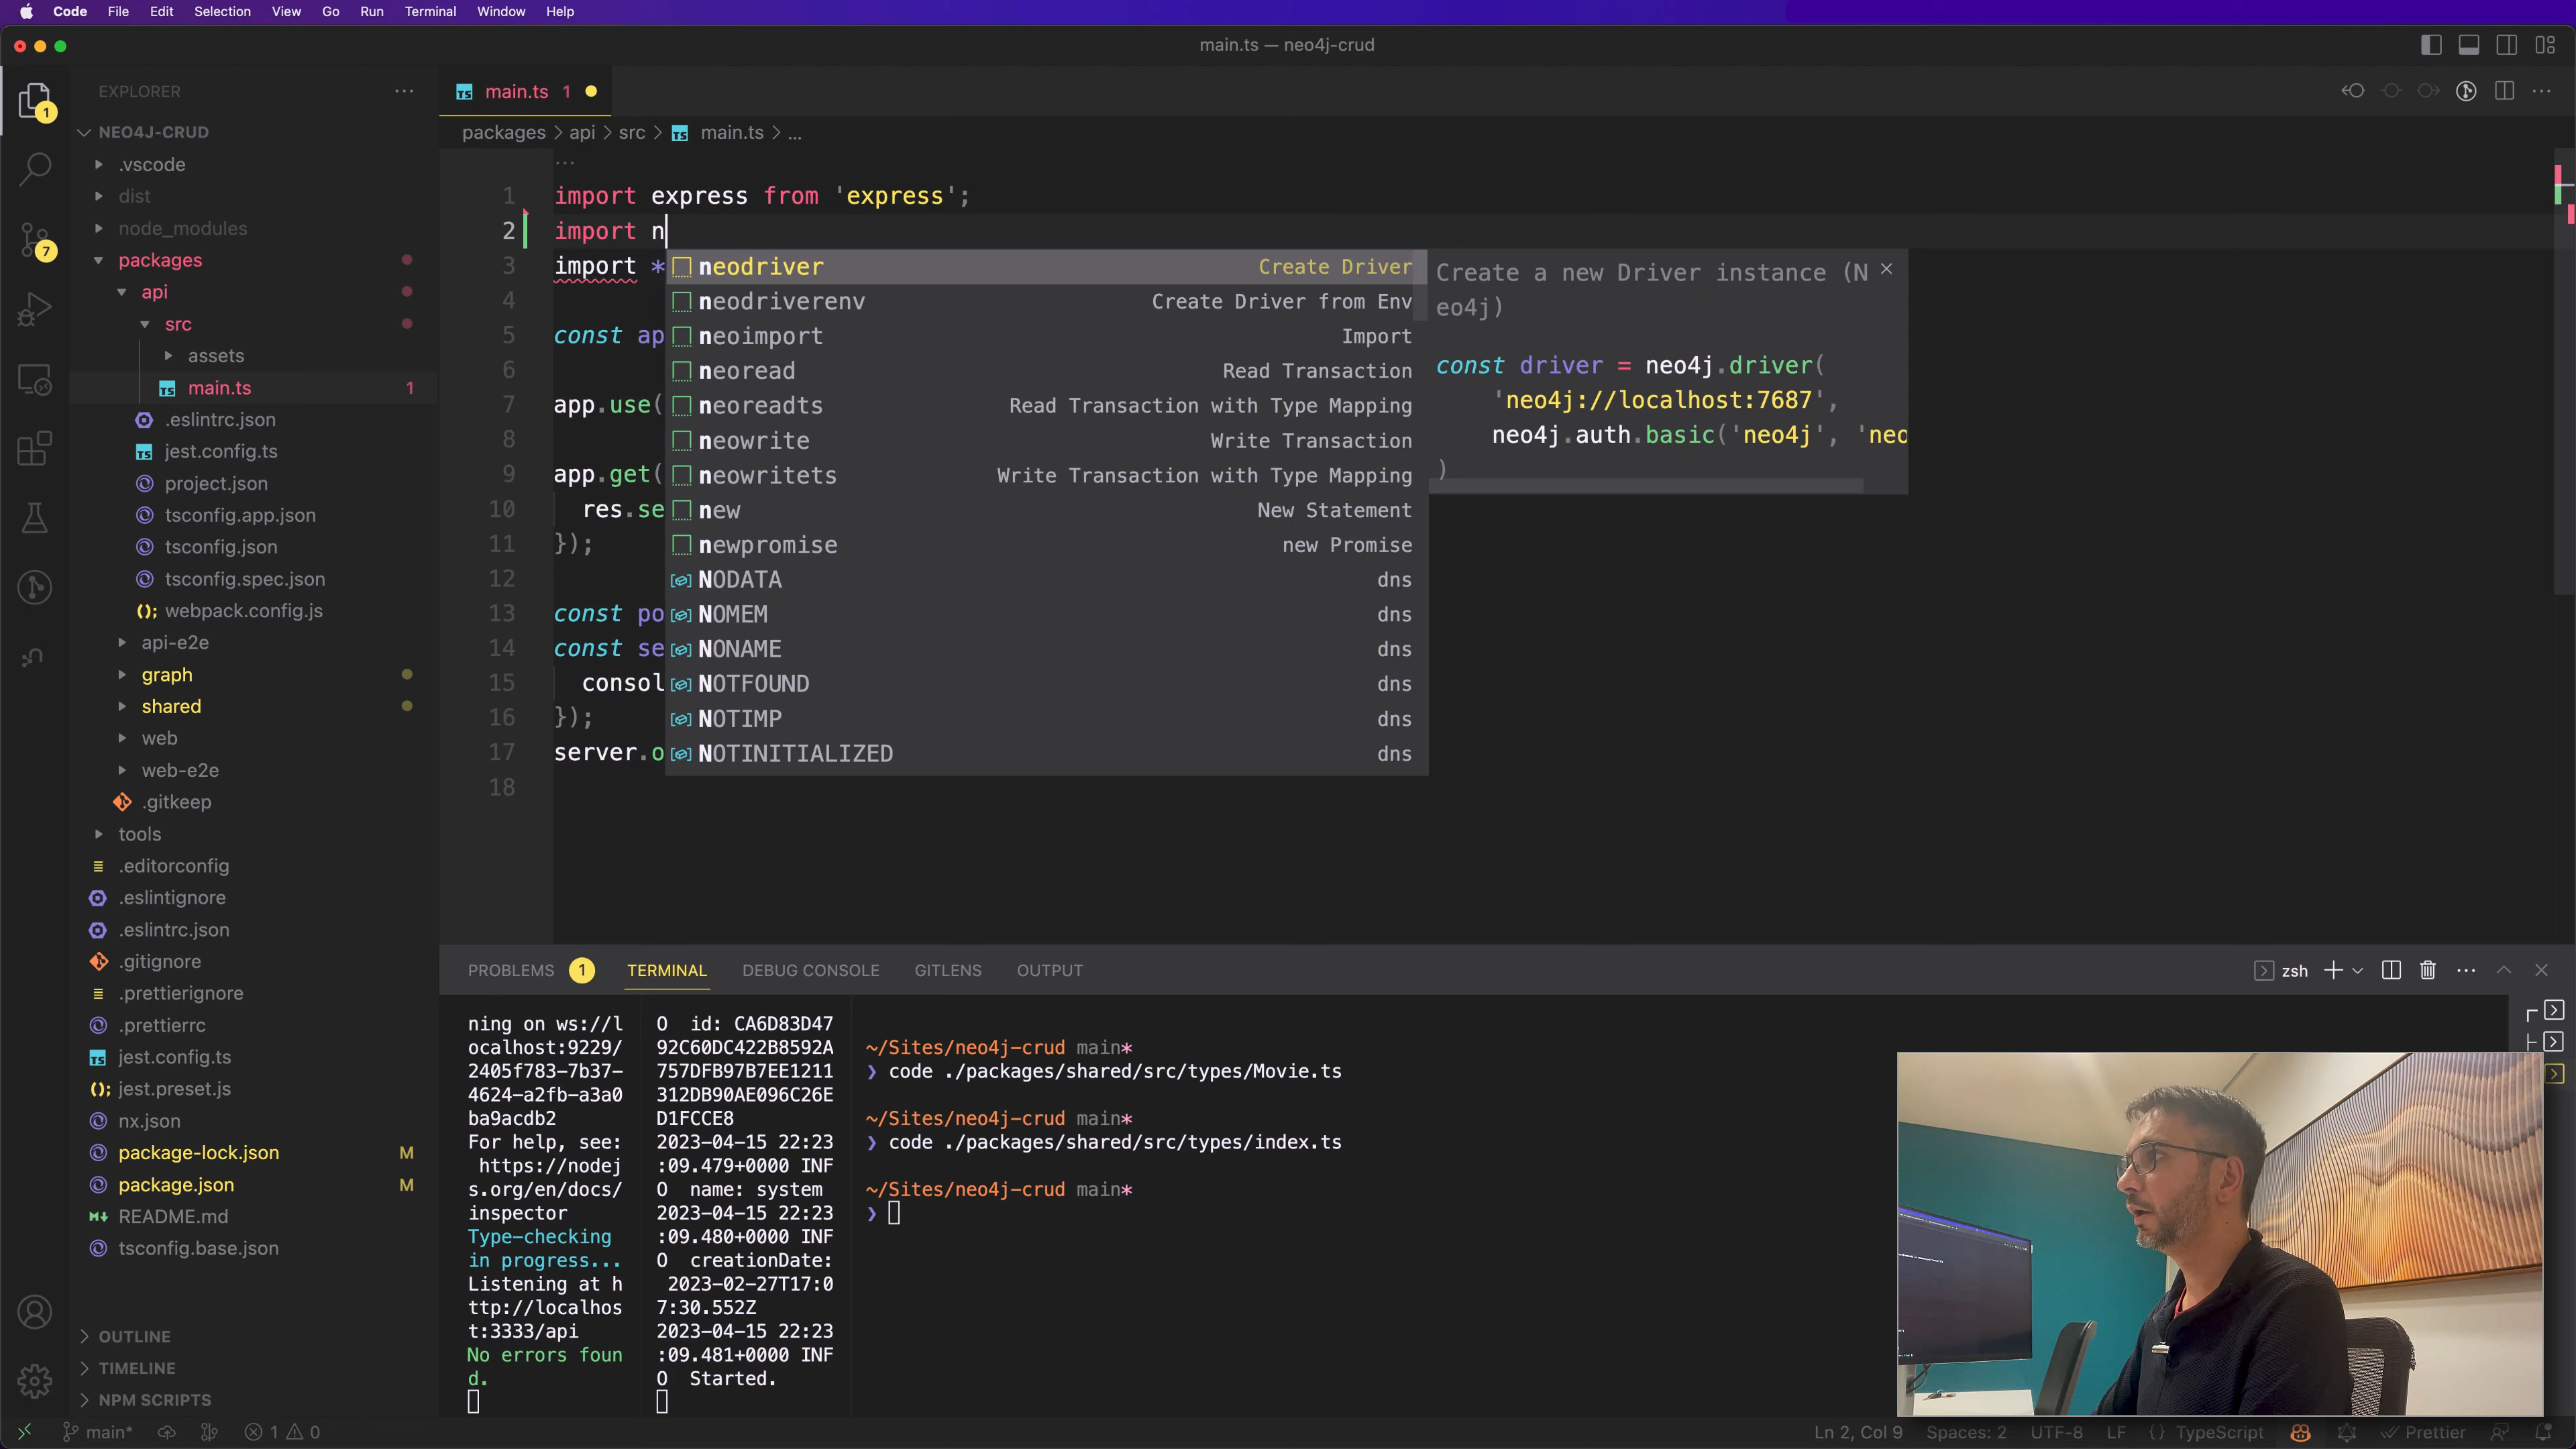 Code File Edit Selection View Go Run Terminal Window Help
main.ts — neo4j-crud
EXPLORER
NEO4J-CRUD
.vscode
dist
node_modules
packages
api
src
assets
main.ts 1
.eslintrc.json
jest.config.ts
project.json
tsconfig.app.json
tsconfig.json
tsconfig.spec.json
webpack.config.js
api-e2e
graph
shared
web
web-e2e
.gitkeep
tools
.editorconfig
.eslintignore
.eslintrc.json
.gitignore
.prettierignore
.prettierrc
jest.config.ts
jest.preset.js
nx.json
package-lock.json M
package.json M
README.md
tsconfig.base.json
OUTLINE
TIMELINE
NPM SCRIPTS
1
7
TS main.ts 1
packages > api > src > TS main.ts > ...
...
1 import express from 'express';
2 import n
3 import *
4
5 const ap
6
7 app.use(
8
9 app.get(
10 res.se
11 });
12
13 const po
14 const se
15 consol
16 });
17 server.o
18
neodriver Create Driver
neodriverenv Create Driver from Env
neoimport Import
neoread Read Transaction
neoreadts Read Transaction with Type Mapping
neowrite Write Transaction
neowritets Write Transaction with Type Mapping
new New Statement
newpromise new Promise
NODATA dns
NOMEM dns
NONAME dns
NOTFOUND dns
NOTIMP dns
NOTINITIALIZED dns
Create a new Driver instance (N
eo4j)
const driver = neo4j.driver(
'neo4j://localhost:7687',
neo4j.auth.basic('neo4j', 'neo
)
PROBLEMS 1 TERMINAL DEBUG CONSOLE GITLENS OUTPUT
zsh
ning on ws://l
ocalhost:9229/
2405f783-7b37-
4624-a2fb-a3a0
ba9acdb2
For help, see:
https://nodej
s.org/en/docs/
inspector
Type-checking
in progress...
Listening at h
ttp://localhos
t:3333/api
No errors foun
d.
O id: CA6D83D47
92C60DC422B8592A
757DFB97B7EE1211
312DB90AE096C26E
D1FCCE8
2023-04-15 22:23
:09.479+0000 INF
O name: system
2023-04-15 22:23
:09.480+0000 INF
O creationDate:
2023-02-27T17:0
7:30.552Z
2023-04-15 22:23
:09.481+0000 INF
O Started.
~/Sites/neo4j-crud main*
❯ code ./packages/shared/src/types/Movie.ts
~/Sites/neo4j-crud main*
❯ code ./packages/shared/src/types/index.ts
~/Sites/neo4j-crud main*
❯
main* 1 0
Ln 2, Col 9 Spaces: 2 UTF-8 LF {} TypeScript Prettier